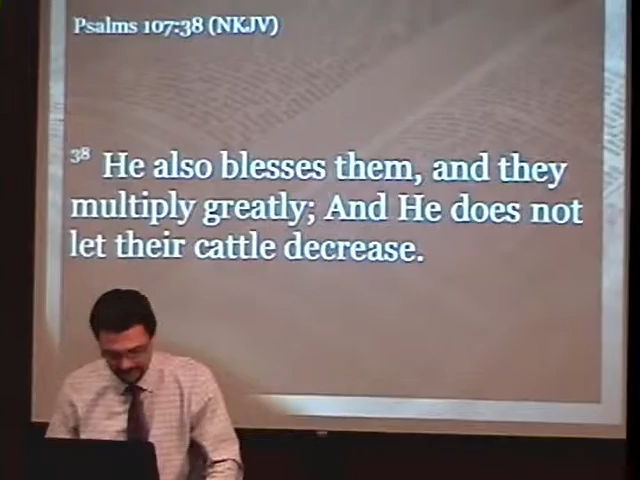 Psalms 107:38 (NKJV)
38 He also blesses them, and they
multiply greatly; And He does not
let their cattle decrease.